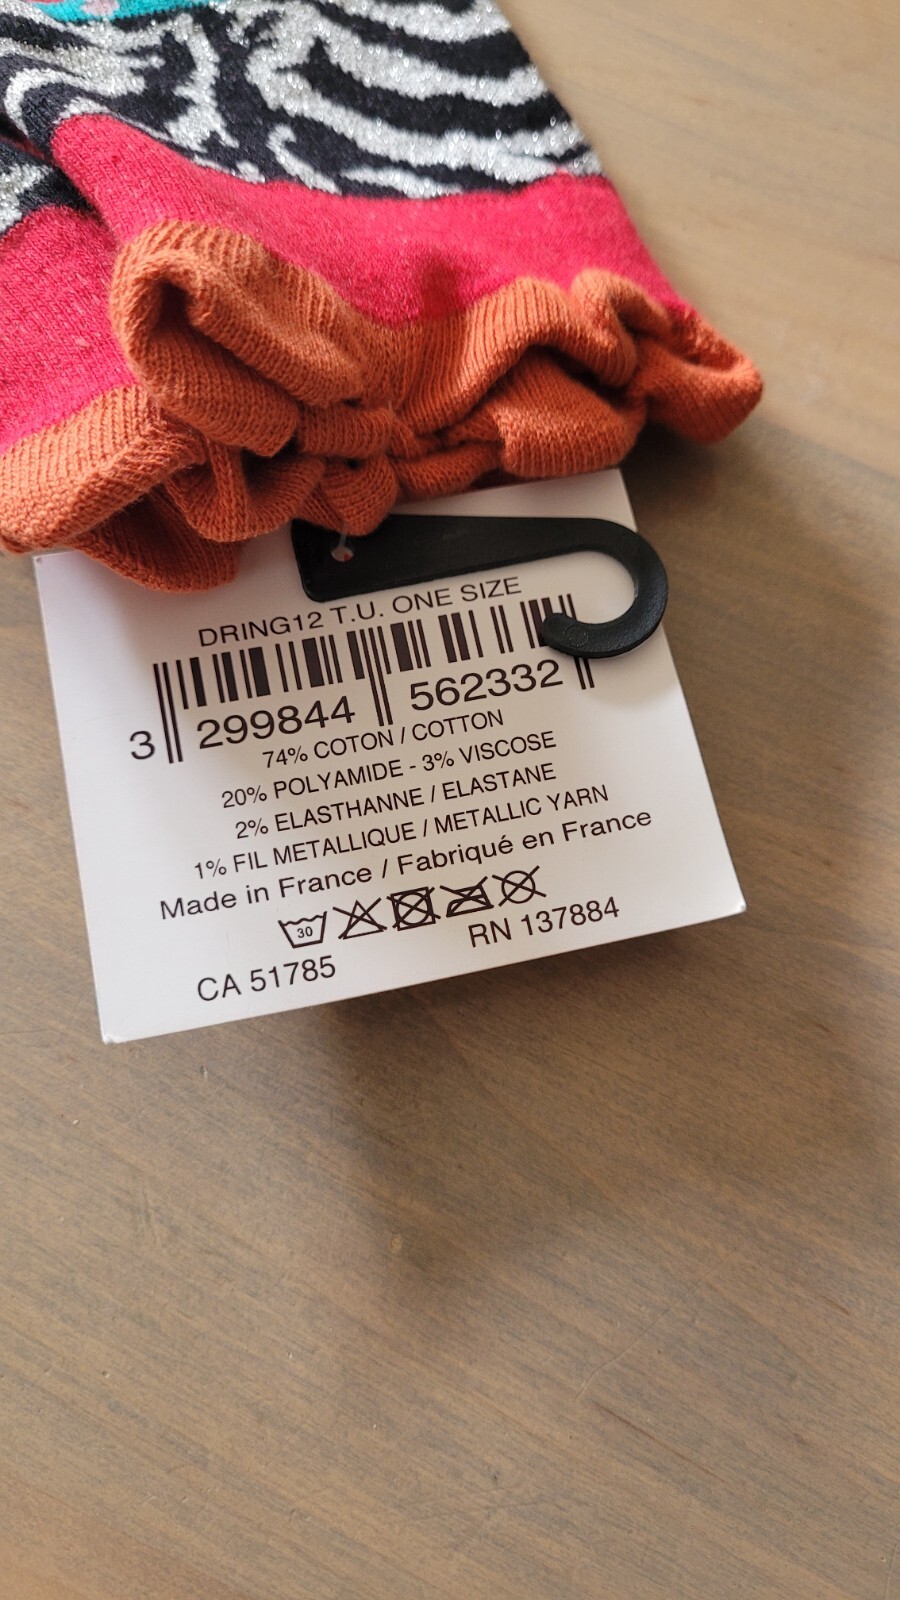 DRING12 T.U. ONE SIZE
3 299844 562332
74% COTON / COTTON
20% POLYAMIDE - 3% VISCOSE
2% ELASTHANNE / ELASTANE
1% FIL METALLIQUE / METALLIC YARN
Made in France / Fabriqué en France
30
CA 51785 RN 137884